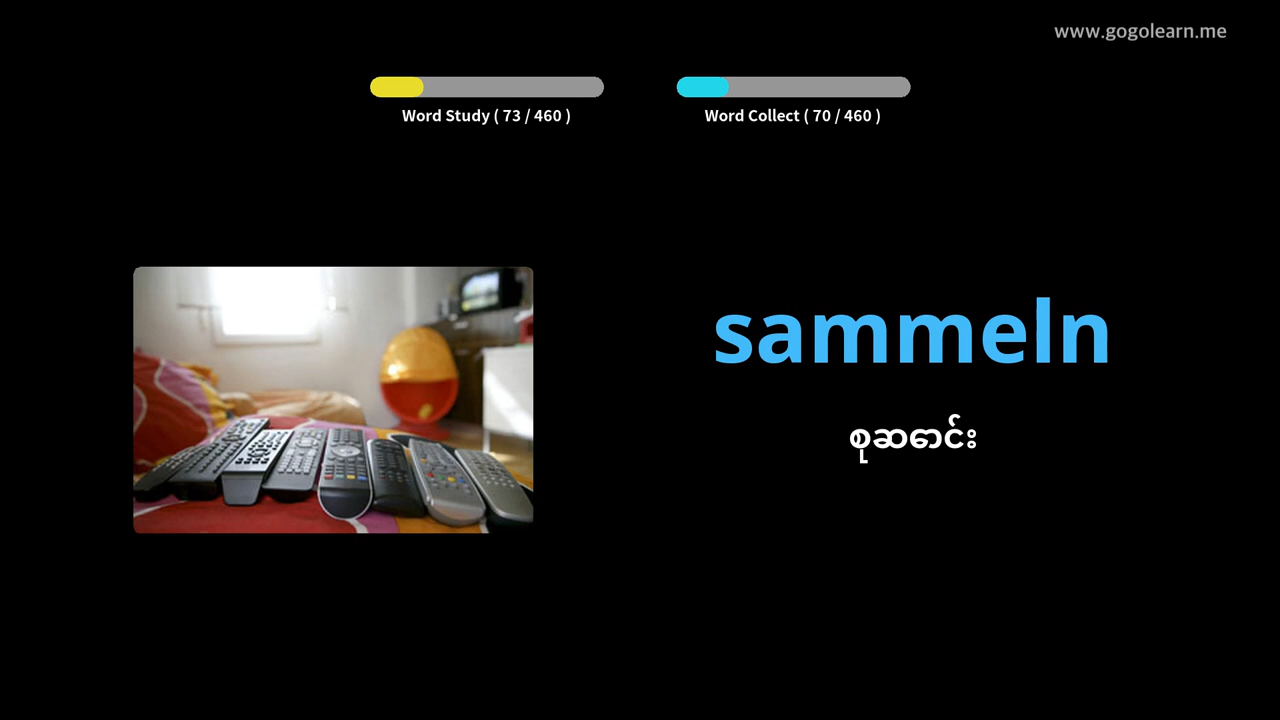 www.gogolearn.me
Word Study ( 73 / 460 )
Word Collect ( 70 / 460 )
sammeln
စုဆောင်း